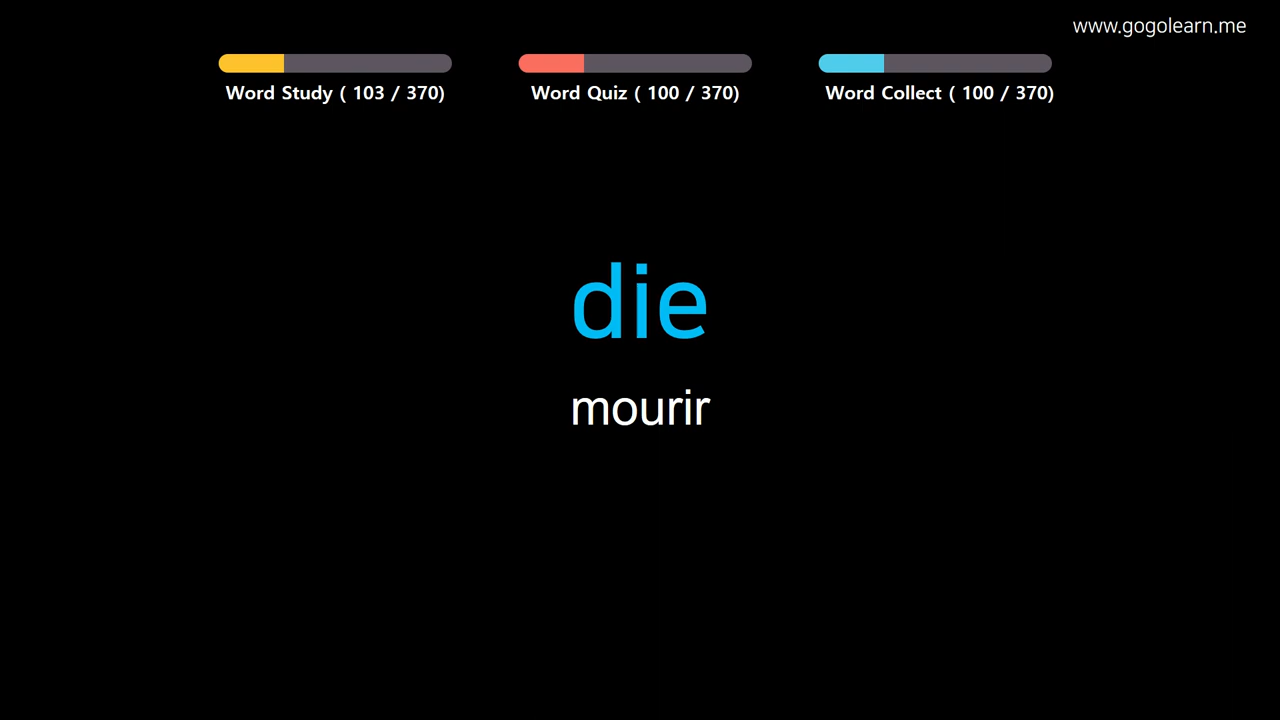 www.gogolearn.me
Word Study ( 103 / 370)
Word Quiz ( 100 / 370)
Word Collect ( 100 / 370)
die
mourir